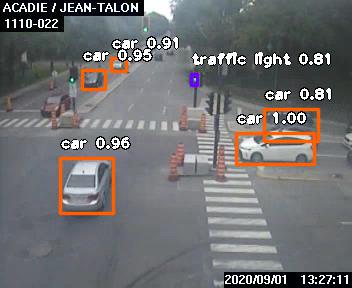 ACADIE / JEAN-TALON
1110-022
car 0.91
car 0.95
traffic light 0.81
car 0.81
car 1.00
car 0.96
2020/09/01 13:27:11